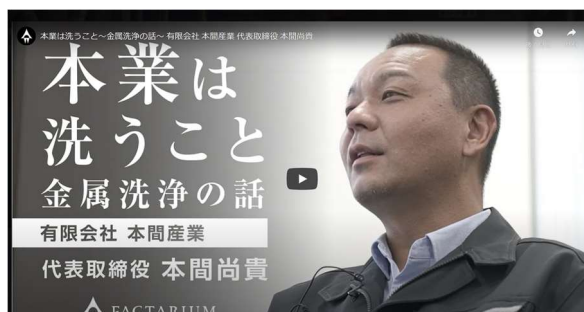 本業は洗うこと～金属洗浄の話～ 有限会社 本間産業 代表取締役 本間尚貴
本業は
洗うこと
金属洗浄の話
有限会社 本間産業
代表取締役 本間尚貴
FACTARIUM